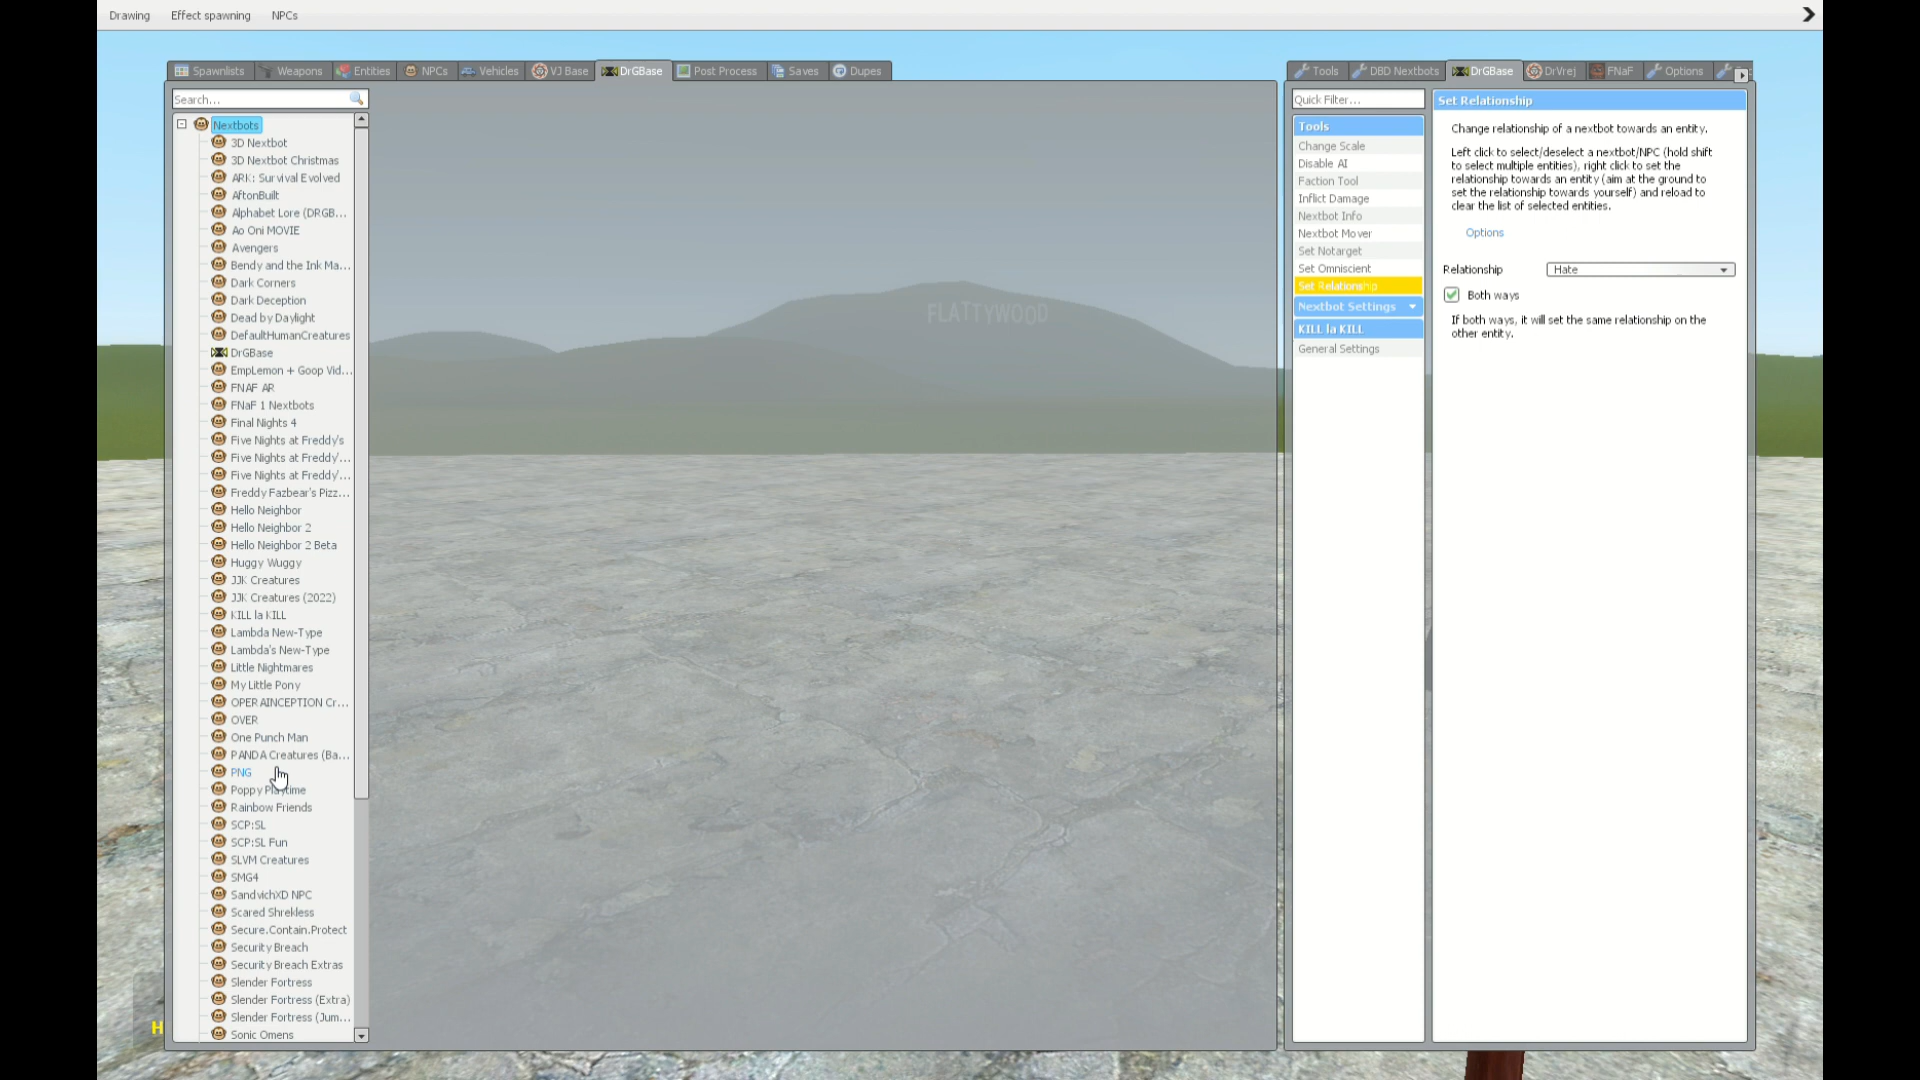 Drawing Effect spawning NPCs
Spawnlists Weapons Entities NPCs Vehicles VJ Base DrGBase Post Process Saves Dupes
Search...
Nextbots
3D Nextbot
3D Nextbot Christmas
ARK: Survival Evolved
AftonBuilt
Alphabet Lore (DRGB...
Ao Oni MOVIE
Avengers
Bendy and the Ink Ma...
Dark Corners
Dark Deception
Dead by Daylight
DefaultHumanCreatures
DrGBase
EmpLemon + Goop Vid...
FNAF AR
FNaF 1 Nextbots
Final Nights 4
Five Nights at Freddy's
Five Nights at Freddy'...
Five Nights at Freddy'...
Freddy Fazbear's Pizz...
Hello Neighbor
Hello Neighbor 2
Hello Neighbor 2 Beta
Huggy Wuggy
JJK Creatures
JJK Creatures (2022)
KILL la KILL
Lambda New-Type
Lambda's New-Type
Little Nightmares
My Little Pony
OPERAINCEPTION Cr...
OVER
One Punch Man
PANDA Creatures (Ba...
PNG
Poppy Playtime
Rainbow Friends
SCP:SL
SCP:SL Fun
SLVM Creatures
SMG4
SandvichXD NPC
Scared Shrekless
Secure.Contain.Protect
Security Breach
Security Breach Extras
Slender Fortress
Slender Fortress (Extra)
Slender Fortress (Jum...
Sonic Omens
H
FLATTYWOOD
Tools DBD Nextbots DrGBase DrVrej FNaF Options
Quick Filter...
Tools
Change Scale
Disable AI
Faction Tool
Inflict Damage
Nextbot Info
Nextbot Mover
Set Notarget
Set Omniscient
Set Relationship
Nextbot Settings
KILL la KILL
General Settings
Set Relationship
Change relationship of a nextbot towards an entity.
Left click to select/deselect a nextbot/NPC (hold shift
to select multiple entities), right click to set the
relationship towards an entity (aim at the ground to
set the relationship towards yourself) and reload to
clear the list of selected entities.
Options
Relationship Hate
Both ways
If both ways, it will set the same relationship on the
other entity.